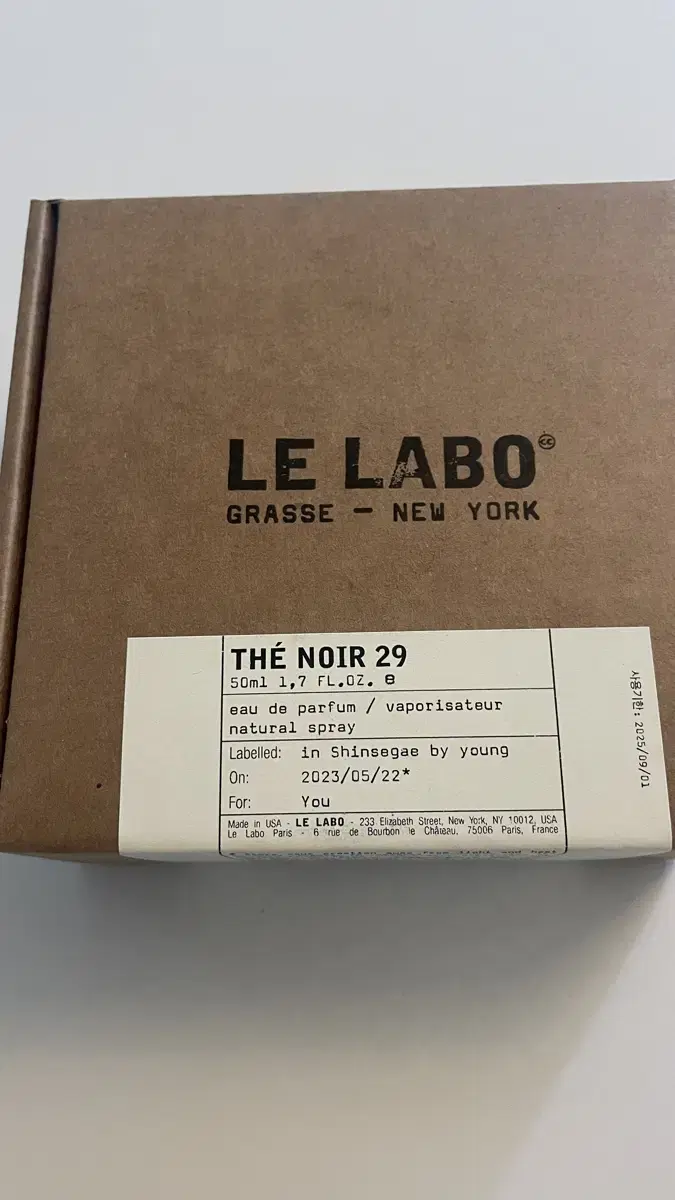 LE LABO
GRASSE — NEW YORK
THÉ NOIR 29
50ml 1,7 FL.OZ. e
eau de parfum / vaporisateur
natural spray
Labelled: in Shinsegae by young
On: 2023/05/22*
For: You
Made in USA - LE LABO - 233 Elizabeth Street, New York, NY 10012, USA
Le Labo Paris - 6 rue de Bourbon le Château, 75006 Paris, France
사용기한: 2025/09/01